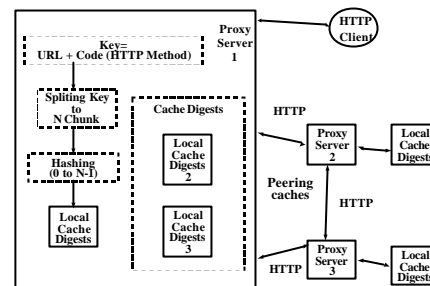 Key=
URL + Code (HTTP Method)
Proxy
Server
1
HTTP
Client
Spliting Key
to
N Chunk
Hashing
(0 to N-1)
Local
Cache
Digests
Cache Digests
Local
Cache
Digests
2
Local
Cache
Digests
3
HTTP
Proxy
Server
2
Local
Cache
Digests
Peering
caches
HTTP
HTTP
Proxy
Server
3
Local
Cache
Digests